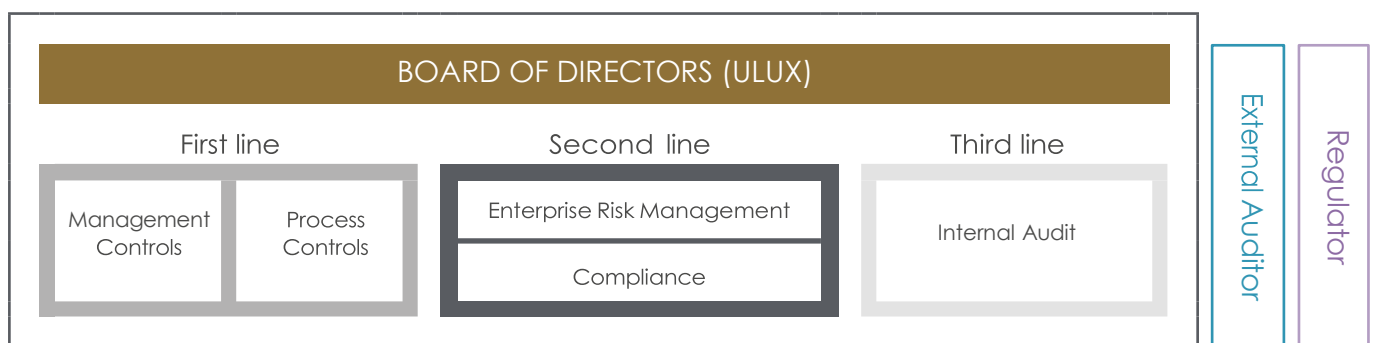 BOARD OF DIRECTORS (ULUX)
First line
Second line
Third line
Management
Controls
Process
Controls
Enterprise Risk Management
Compliance
Internal Audit
External Auditor
Regulator